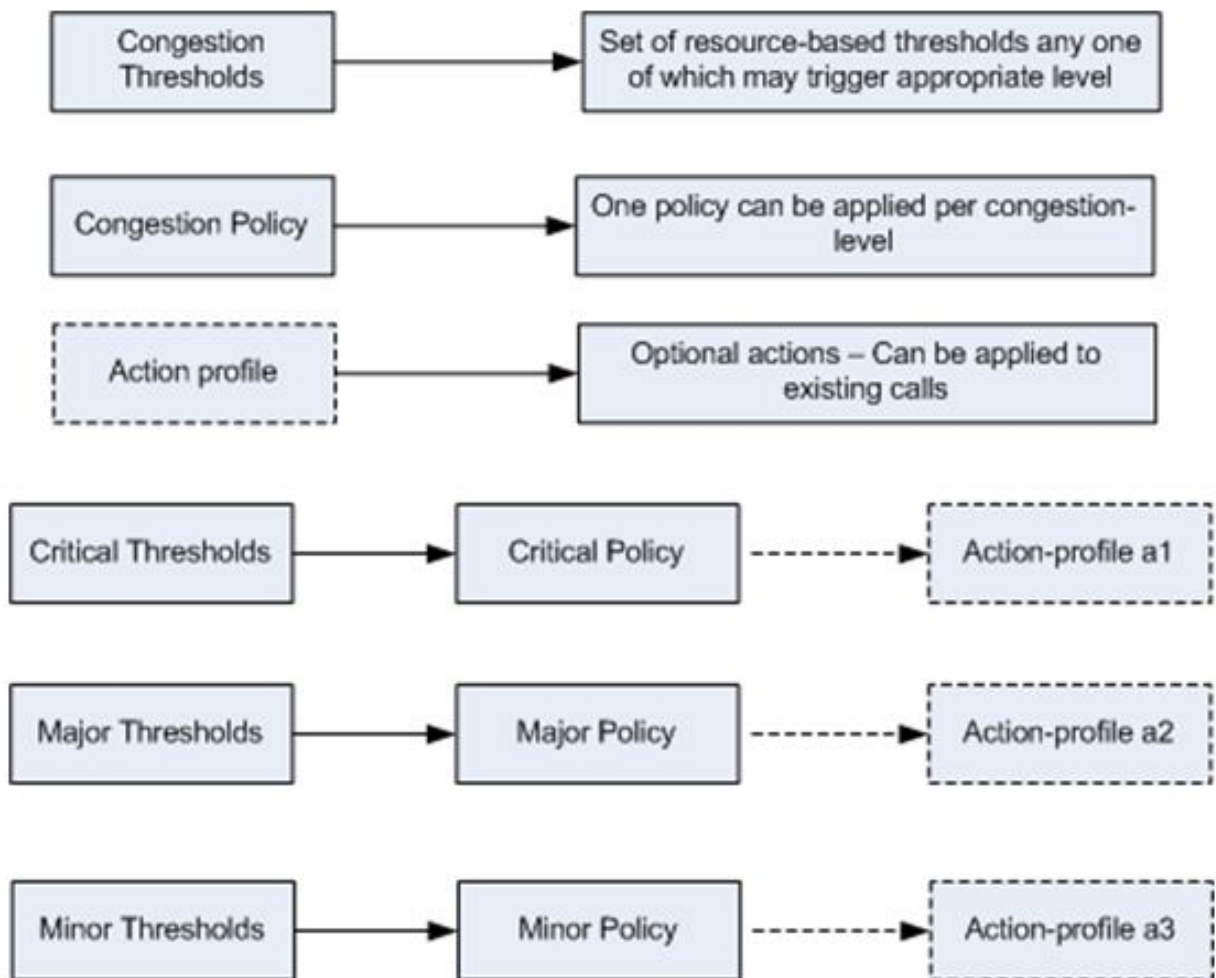 Congestion
Thresholds
Set of resource-based thresholds any one
of which may trigger appropriate level
Congestion Policy
One policy can be applied per congestion-
level
Action profile
Optional actions – Can be applied to
existing calls
Critical Thresholds
Critical Policy
Action-profile a1
Major Thresholds
Major Policy
Action-profile a2
Minor Thresholds
Minor Policy
Action-profile a3